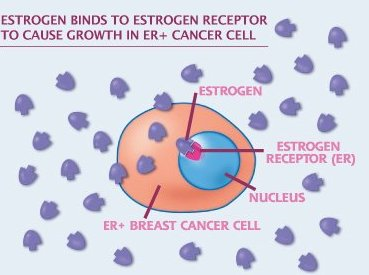 ESTROGEN BINDS TO ESTROGEN RECEPTOR
TO CAUSE GROWTH IN ER+ CANCER CELL
ESTROGEN
ESTROGEN
RECEPTOR (ER)
NUCLEUS
ER+ BREAST CANCER CELL